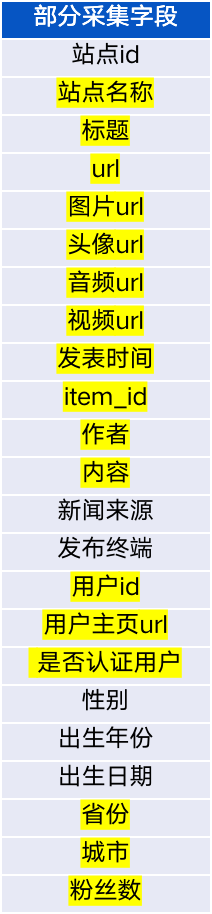 部分采集字段
站点id
站点名称
标题
url
图片url
头像url
音频url
视频url
发表时间
item_id
作者
内容
新闻来源
发布终端
用户id
用户主页url
是否认证用户
性别
出生年份
出生日期
省份
城市
粉丝数